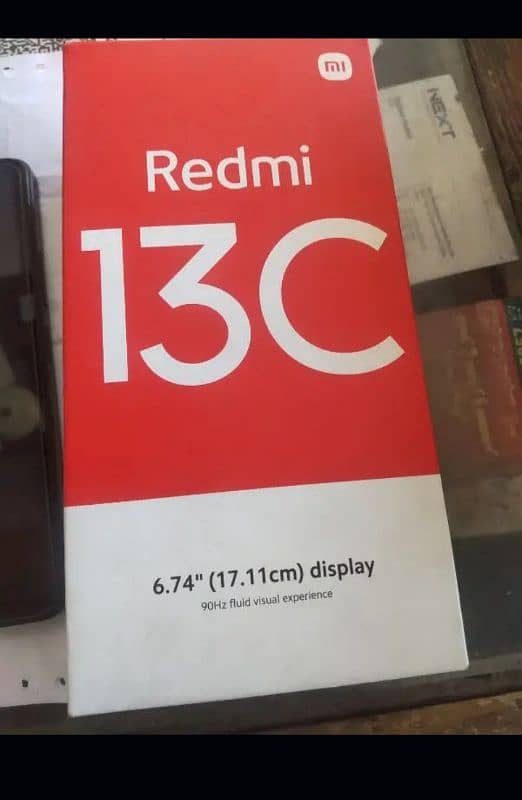 mi
Redmi
13C
6.74" (17.11cm) display
90Hz fluid visual experience
NEXT